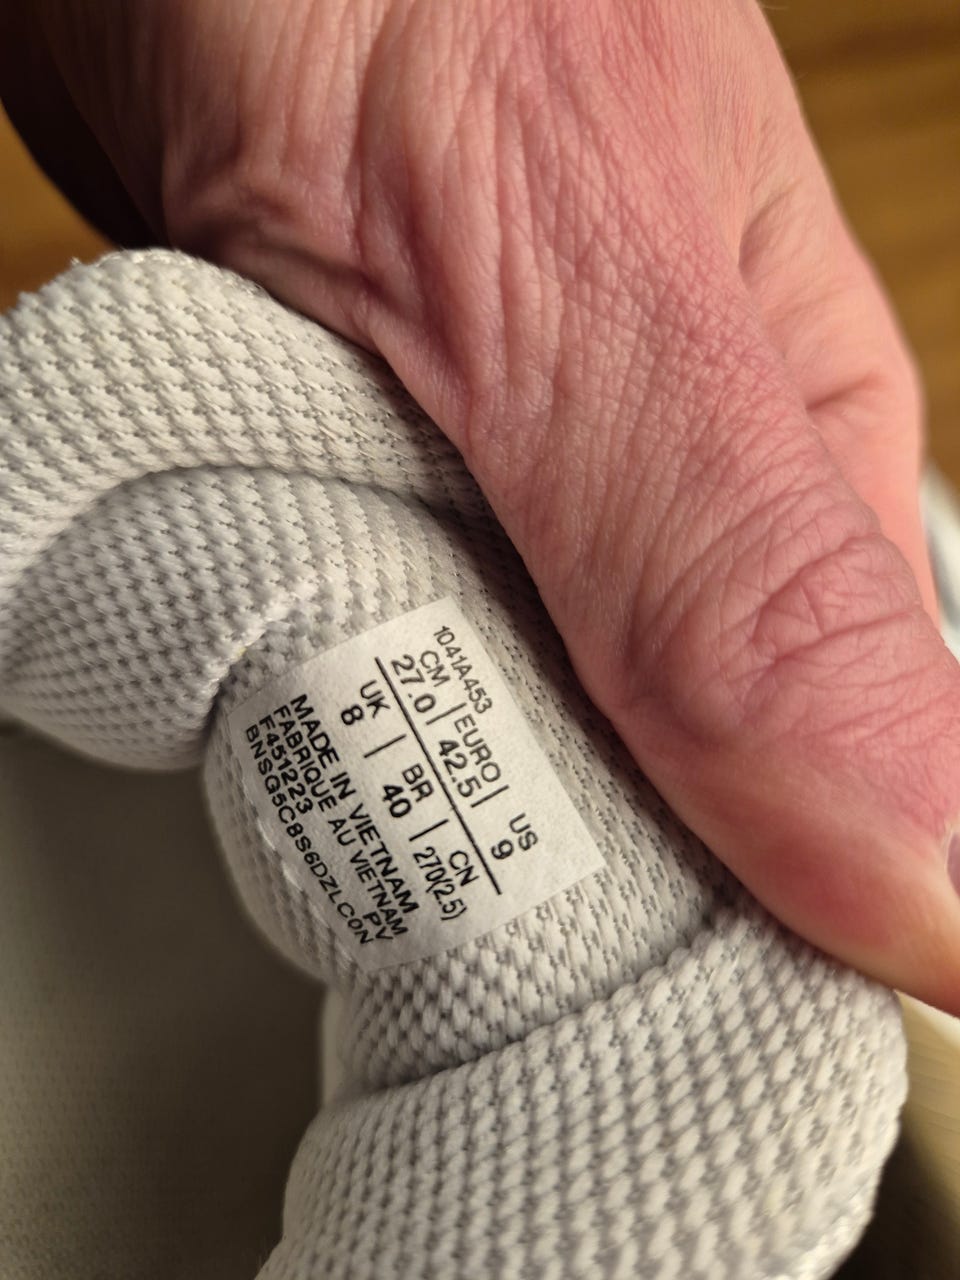 1041A453
CM | EURO | US
27.0 | 42.5 | 9
UK | BR | CN
8 | 40 | 270(2.5)
MADE IN VIETNAM
FABRIQUE AU VIETNAM
F451223 PV
BNSG5C8S6DZLC0N